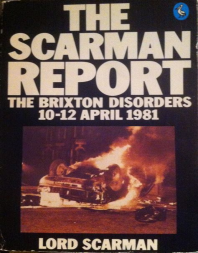 THE
SCARMAN
REPORT
THE BRIXTON DISORDERS
10-12 APRIL 1981
LORD SCARMAN